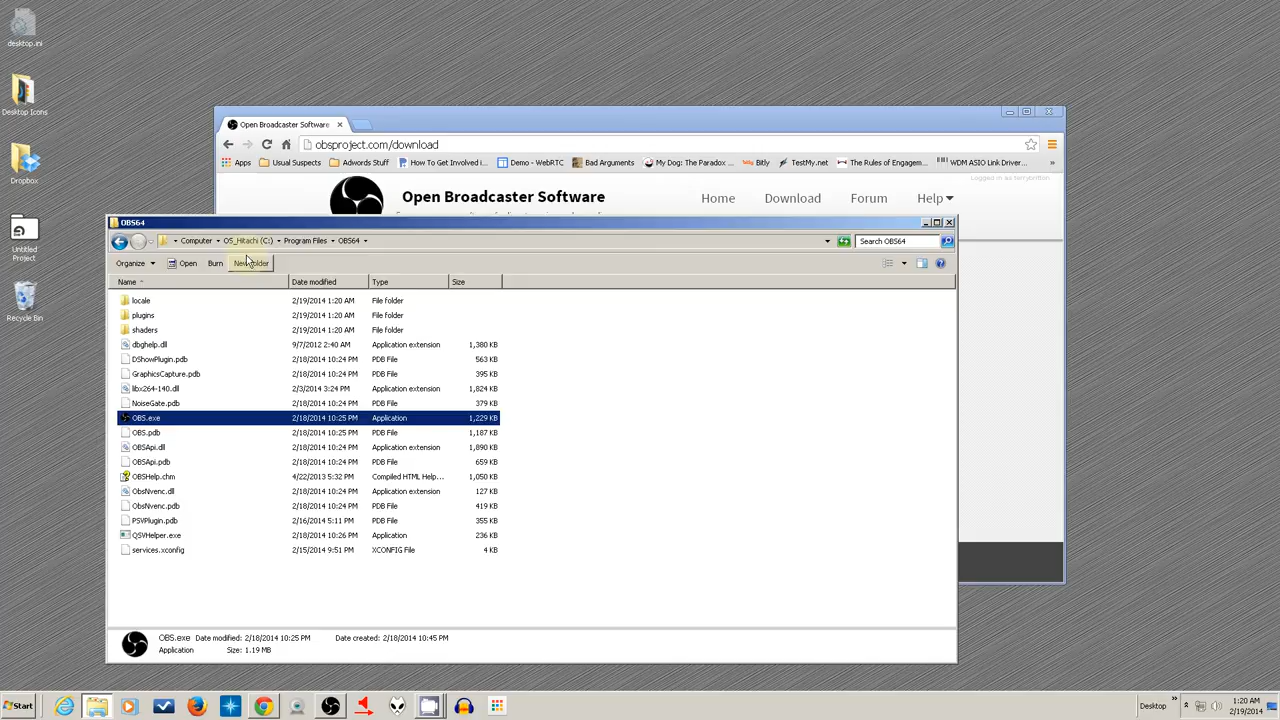 desktop.ini
Desktop Icons
Dropbox
Untitled
Project
Recycle Bin
Open Broadcaster Software
obsproject.com/download
Apps
Usual Suspects
Adwords Stuff
How To Get Involved i...
Demo - WebRTC
Bad Arguments
My Dog: The Paradox ...
Bitly
TestMy.net
The Rules of Engagem...
WDM ASIO Link Driver...
»
Logged in as terrybritton
Open Broadcaster Software
Home
Download
Forum
Help
OBS64
Computer
OS_Hitachi (C:)
Program Files
OBS64
Search OBS64
Organize
Open
Burn
New folder
Name
Date modified
Type
Size
locale 2/19/2014 1:20 AM File folder
plugins 2/19/2014 1:20 AM File folder
shaders 2/19/2014 1:20 AM File folder
dbghelp.dll 9/7/2012 2:40 AM Application extension 1,380 KB
DShowPlugin.pdb 2/18/2014 10:24 PM PDB File 563 KB
GraphicsCapture.pdb 2/18/2014 10:24 PM PDB File 395 KB
libx264-140.dll 2/3/2014 3:24 PM Application extension 1,824 KB
NoiseGate.pdb 2/18/2014 10:24 PM PDB File 379 KB
OBS.exe 2/18/2014 10:25 PM Application 1,229 KB
OBS.pdb 2/18/2014 10:25 PM PDB File 1,187 KB
OBSApi.dll 2/18/2014 10:24 PM Application extension 1,890 KB
OBSApi.pdb 2/18/2014 10:24 PM PDB File 659 KB
OBSHelp.chm 4/22/2013 5:32 PM Compiled HTML Help... 1,050 KB
ObsNvenc.dll 2/18/2014 10:24 PM Application extension 127 KB
ObsNvenc.pdb 2/18/2014 10:24 PM PDB File 419 KB
PSVPlugin.pdb 2/16/2014 5:11 PM PDB File 355 KB
QSVHelper.exe 2/18/2014 10:26 PM Application 236 KB
services.xconfig 2/15/2014 9:51 PM XCONFIG File 4 KB
OBS.exe Date modified: 2/18/2014 10:25 PM Date created: 2/18/2014 10:45 PM
Application Size: 1.19 MB
Start
Desktop
»
1:20 AM
2/19/2014